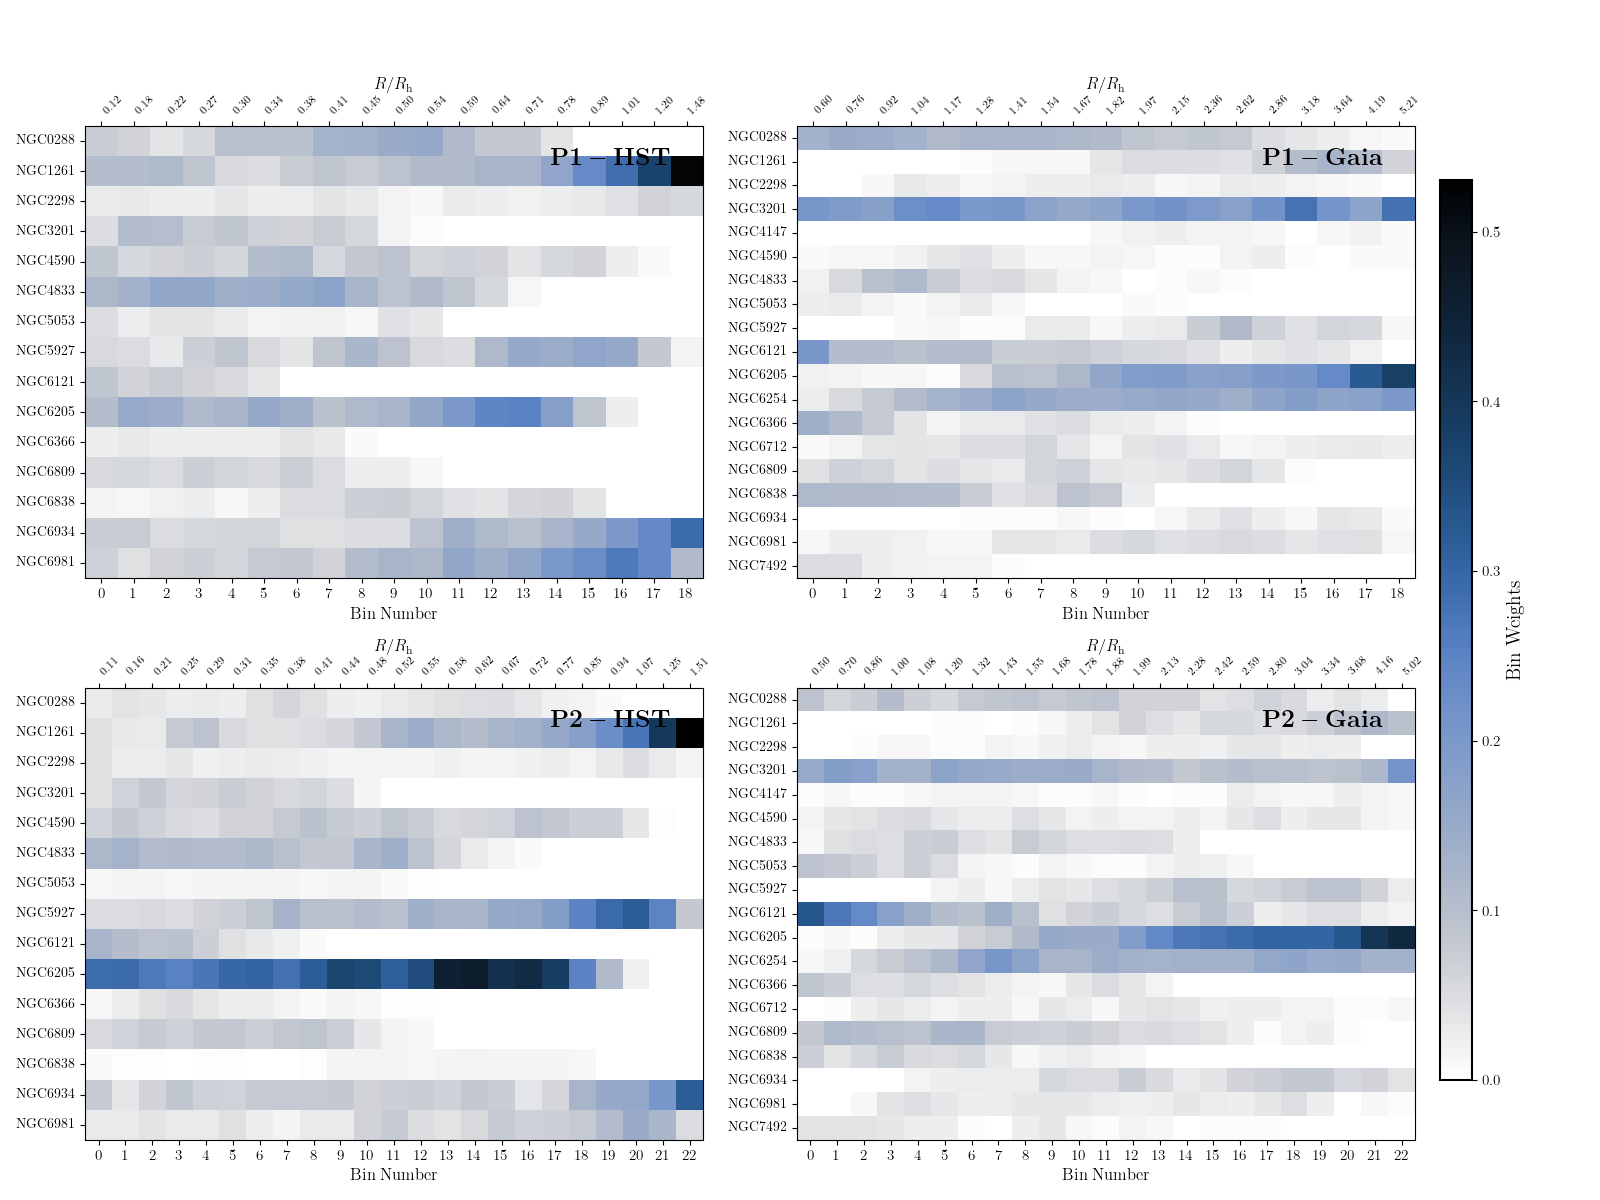 R/Rh
0.12 0.18 0.22 0.27 0.30 0.34 0.38 0.41 0.45 0.50 0.54 0.59 0.64 0.71 0.78 0.89 1.01 1.20 1.48
P1 – HST
NGC0288
NGC1261
NGC2298
NGC3201
NGC4590
NGC4833
NGC5053
NGC5927
NGC6121
NGC6205
NGC6366
NGC6809
NGC6838
NGC6934
NGC6981
0 1 2 3 4 5 6 7 8 9 10 11 12 13 14 15 16 17 18
Bin Number
R/Rh
0.60 0.76 0.92 1.04 1.17 1.28 1.41 1.54 1.67 1.82 1.97 2.15 2.36 2.62 2.86 3.18 3.64 4.19 5.21
P1 – Gaia
NGC0288
NGC1261
NGC2298
NGC3201
NGC4147
NGC4590
NGC4833
NGC5053
NGC5927
NGC6121
NGC6205
NGC6254
NGC6366
NGC6712
NGC6809
NGC6838
NGC6934
NGC6981
NGC7492
0 1 2 3 4 5 6 7 8 9 10 11 12 13 14 15 16 17 18
Bin Number
R/Rh
0.11 0.16 0.21 0.25 0.29 0.31 0.35 0.38 0.41 0.44 0.48 0.52 0.55 0.58 0.62 0.67 0.72 0.77 0.85 0.94 1.07 1.25 1.51
P2 – HST
NGC0288
NGC1261
NGC2298
NGC3201
NGC4590
NGC4833
NGC5053
NGC5927
NGC6121
NGC6205
NGC6366
NGC6809
NGC6838
NGC6934
NGC6981
0 1 2 3 4 5 6 7 8 9 10 11 12 13 14 15 16 17 18 19 20 21 22
Bin Number
R/Rh
0.50 0.70 0.86 1.00 1.08 1.20 1.32 1.43 1.55 1.68 1.78 1.88 1.99 2.13 2.28 2.42 2.59 2.80 3.04 3.34 3.68 4.16 5.02
P2 – Gaia
NGC0288
NGC1261
NGC2298
NGC3201
NGC4147
NGC4590
NGC4833
NGC5053
NGC5927
NGC6121
NGC6205
NGC6254
NGC6366
NGC6712
NGC6809
NGC6838
NGC6934
NGC6981
NGC7492
0 1 2 3 4 5 6 7 8 9 10 11 12 13 14 15 16 17 18 19 20 21 22
Bin Number
0.5
0.4
0.3
0.2
0.1
0.0
Bin Weights